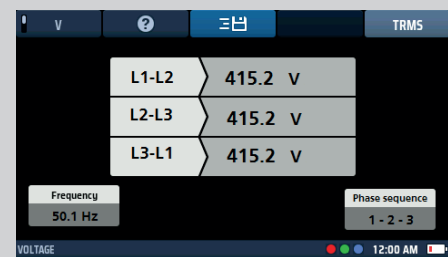 V ? TRMS
L1-L2 415.2 V
L2-L3 415.2 V
L3-L1 415.2 V
Frequency
50.1 Hz
Phase sequence
1 - 2 - 3
VOLTAGE 12:00 AM